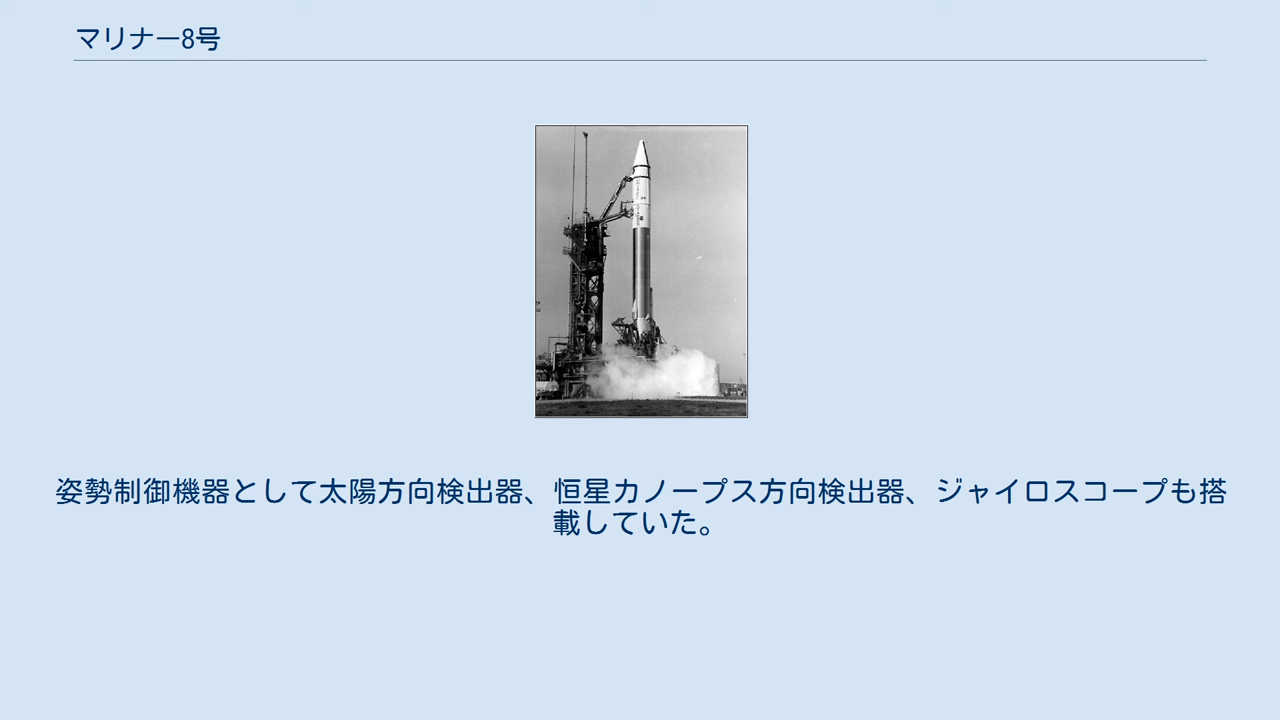 マリナー8号
姿勢制御機器として太陽方向検出器、恒星カノープス方向検出器、ジャイロスコープも搭
載していた。